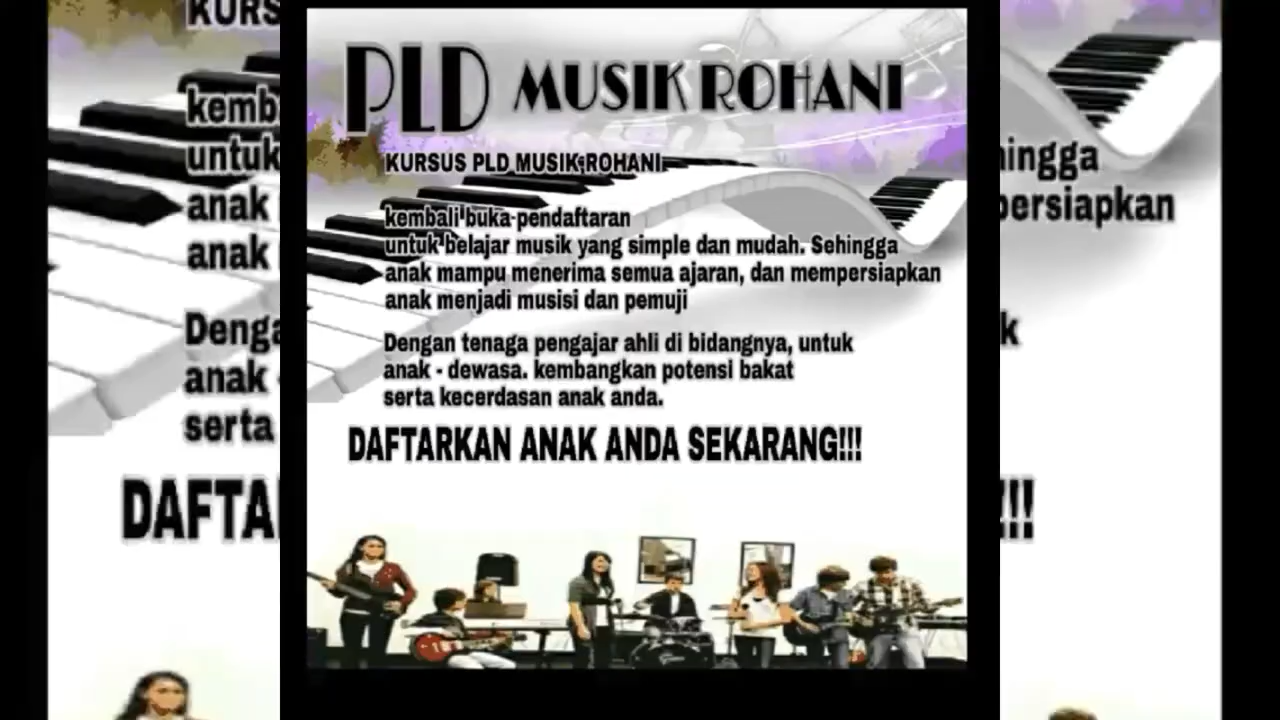 PLD MUSIK ROHANI
KURSUS PLD MUSIK ROHANI
kembali buka pendaftaran
untuk belajar musik yang simple dan mudah. Sehingga
anak mampu menerima semua ajaran, dan mempersiapkan
anak menjadi musisi dan pemuji
Dengan tenaga pengajar ahli di bidangnya, untuk
anak - dewasa. kembangkan potensi bakat
serta kecerdasan anak anda.
DAFTARKAN ANAK ANDA SEKARANG!!!